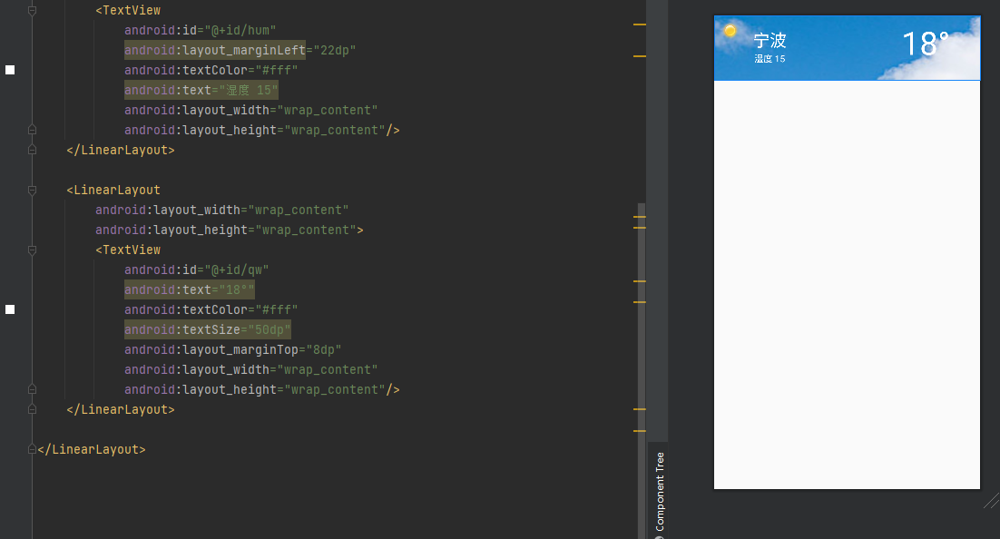 <TextView
android:id="@+id/hum"
android:layout_marginLeft="22dp"
android:textColor="#fff"
android:text="湿度 15"
android:layout_width="wrap_content"
android:layout_height="wrap_content"/>
</LinearLayout>
<LinearLayout
android:layout_width="wrap_content"
android:layout_height="wrap_content">
<TextView
android:id="@+id/qw"
android:text="18°"
android:textColor="#fff"
android:textSize="50dp"
android:layout_marginTop="8dp"
android:layout_width="wrap_content"
android:layout_height="wrap_content"/>
</LinearLayout>
</LinearLayout>
Component Tree
宁波
湿度 15
18°